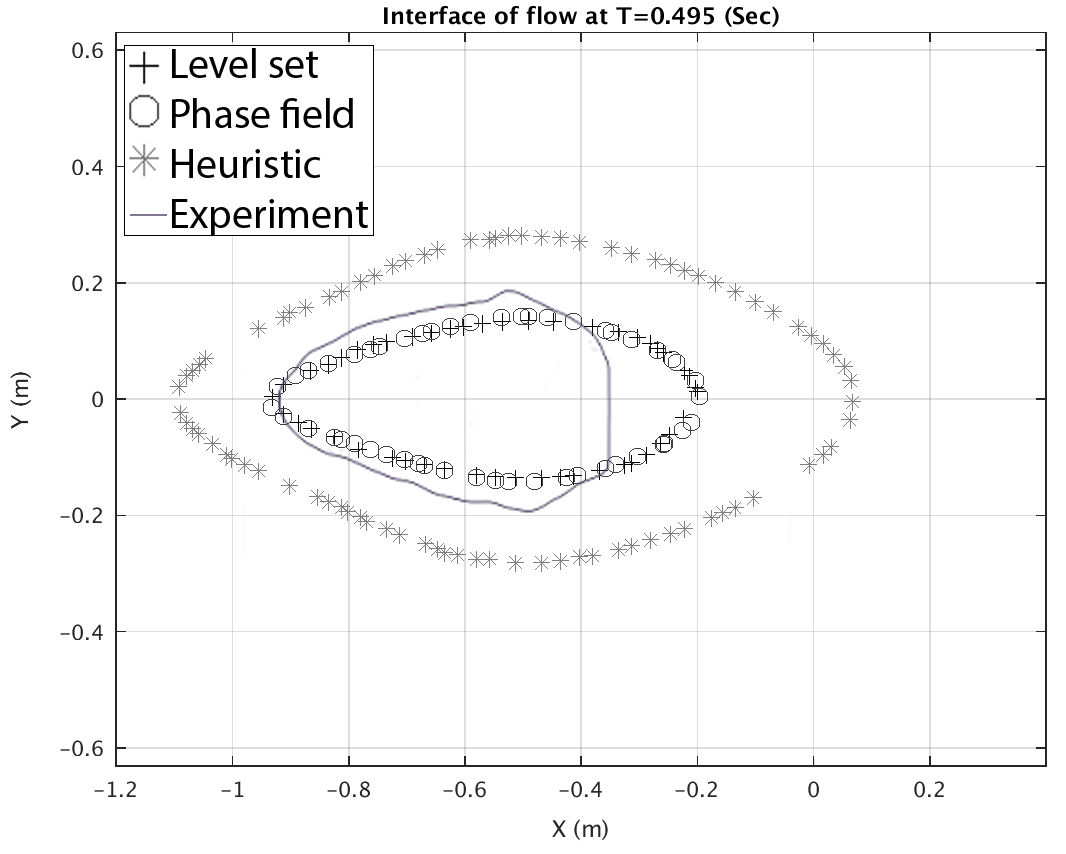 Interface of flow at T=0.495 (Sec)
Level set
Phase field
Heuristic
Experiment
0.6
0.4
0.2
0
-0.2
-0.4
-0.6
Y (m)
-1.2 -1 -0.8 -0.6 -0.4 -0.2 0 0.2
X (m)